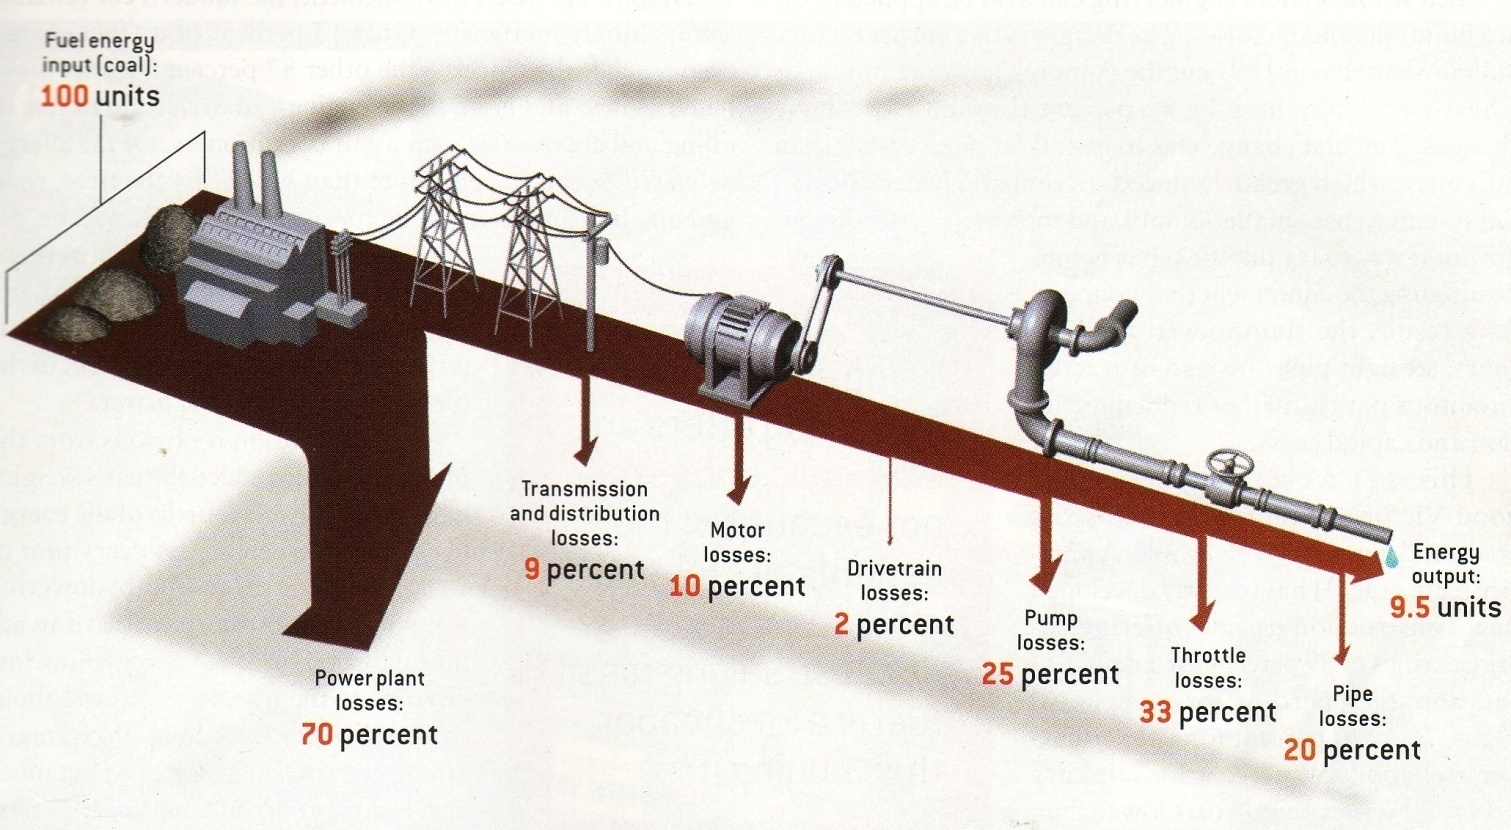 Fuel energy
input (coal):
100 units
Transmission
and distribution
losses:
9 percent
Motor
losses:
10 percent
Drivetrain
losses:
2 percent
Pump
losses:
25 percent
Throttle
losses:
33 percent
Pipe
losses:
20 percent
Energy
output:
9.5 units
Power plant
losses:
70 percent